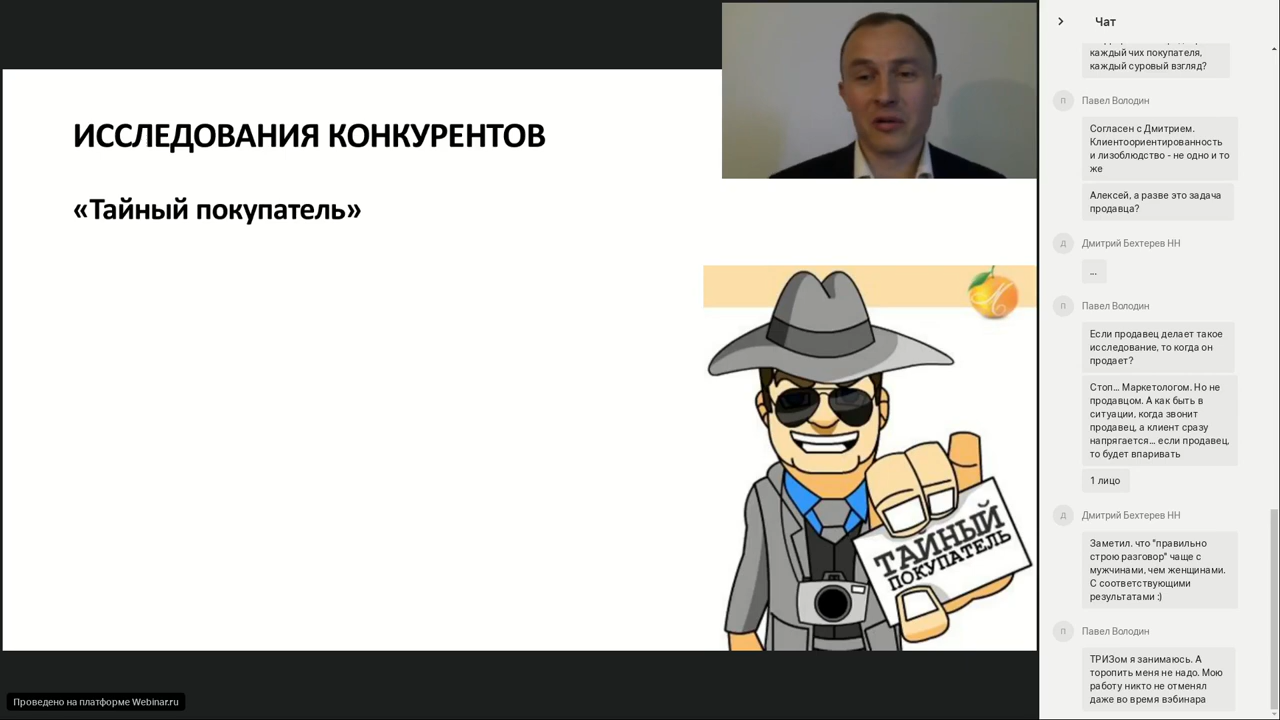 ИССЛЕДОВАНИЯ КОНКУРЕНТОВ
«Тайный покупатель»
ТАЙНЫЙ
ПОКУПАТЕЛЬ
Проведено на платформе Webinar.ru
Чат
каждый чих покупателя,
каждый суровый взгляд?
П
Павел Володин
Согласен с Дмитрием.
Клиентоориентированность
и лизоблюдство - не одно и то
же
Алексей, а разве это задача
продавца?
Д
Дмитрий Бехтерев НН
...
П
Павел Володин
Если продавец делает такое
исследование, то когда он
продает?
Стоп... Маркетологом. Но не
продавцом. А как быть в
ситуации, когда звонит
продавец, а клиент сразу
напрягается... если продавец,
то будет впаривать
1 лицо
Д
Дмитрий Бехтерев НН
Заметил. что "правильно
строю разговор" чаще с
мужчинами, чем женщинами.
С соответствующими
результатами :)
П
Павел Володин
ТРИЗом я занимаюсь. А
торопить меня не надо. Мою
работу никто не отменял
даже во время вэбинара